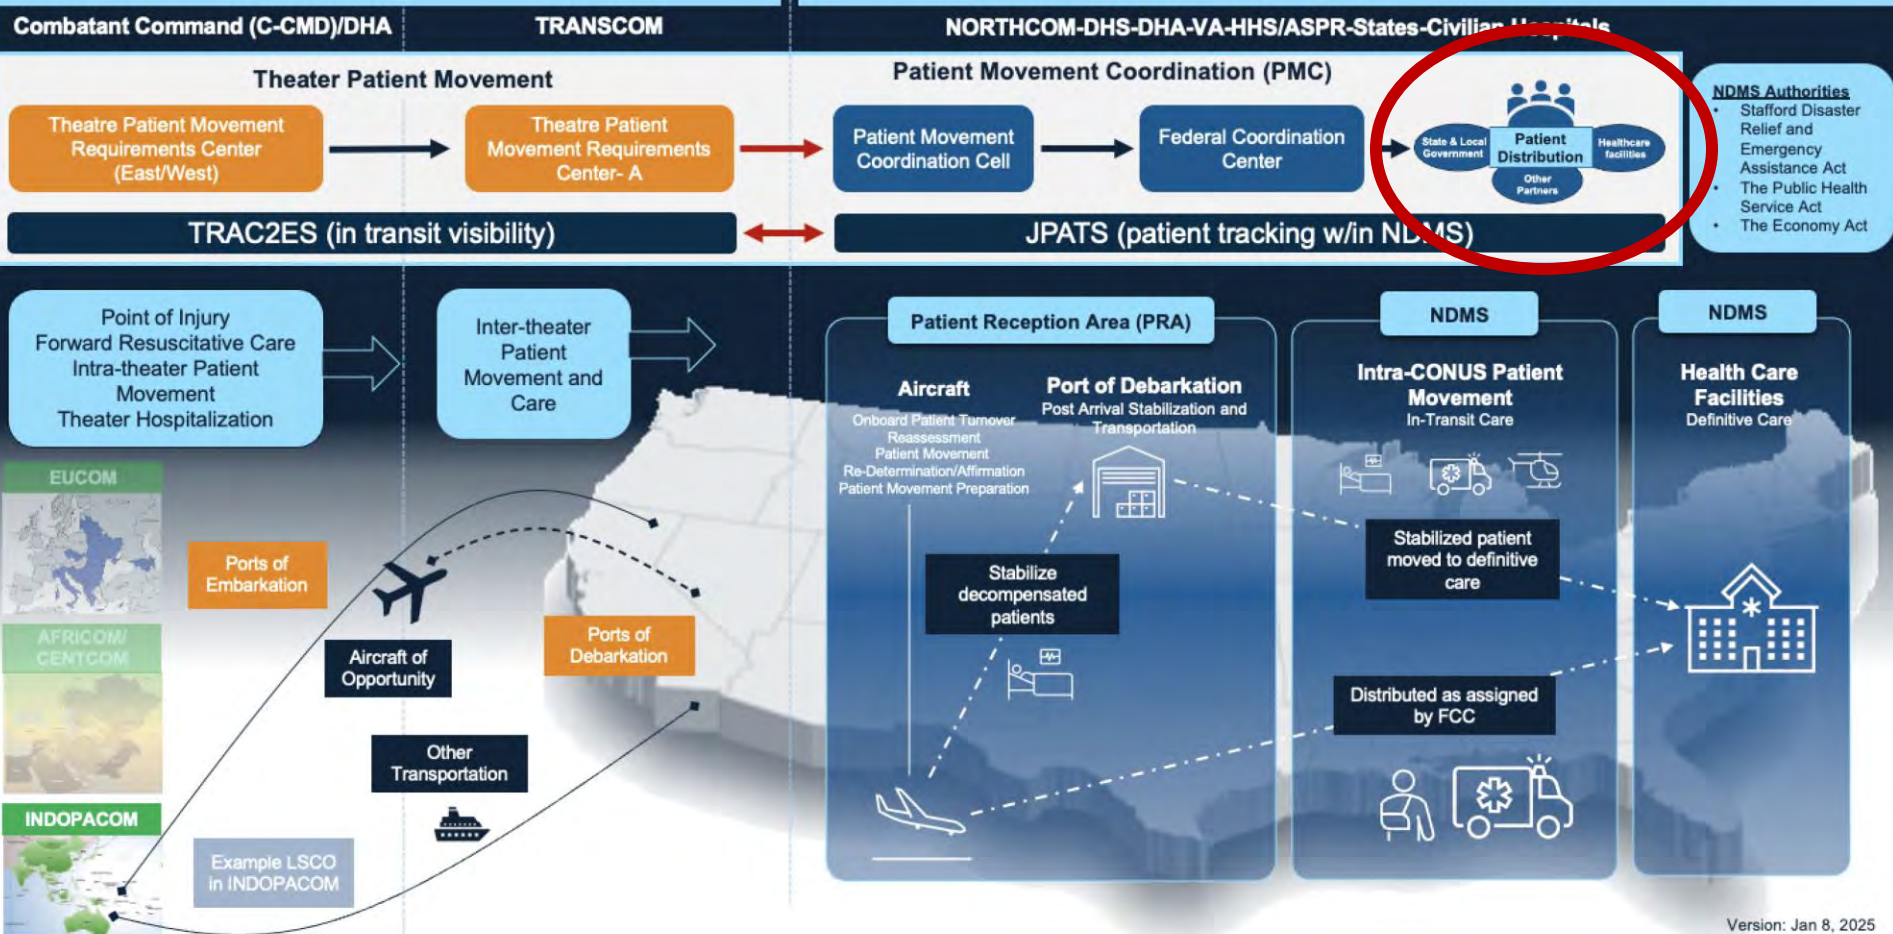 Combatant Command (C-CMD)/DHA
TRANSCOM
NORTHCOM-DHS-DHA-VA-HHS/ASPR-States-Civilian Hospitals
Theater Patient Movement
Patient Movement Coordination (PMC)
Theatre Patient Movement
Requirements Center
(East/West)
Theatre Patient
Movement Requirements
Center- A
Patient Movement
Coordination Cell
Federal Coordination
Center
State & Local
Government
Patient
Distribution
Healthcare
facilities
Other
Partners
NDMS Authorities
• Stafford Disaster
Relief and
Emergency
Assistance Act
• The Public Health
Service Act
• The Economy Act
TRAC2ES (in transit visibility)
JPATS (patient tracking w/in NDMS)
Point of Injury
Forward Resuscitative Care
Intra-theater Patient
Movement
Theater Hospitalization
Inter-theater
Patient
Movement and
Care
Patient Reception Area (PRA)
Aircraft
Onboard Patient Turnover
Reassessment
Patient Movement
Re-Determination/Affirmation
Patient Movement Preparation
Port of Debarkation
Post Arrival Stabilization and
Transportation
Stabilize
decompensated
patients
NDMS
Intra-CONUS Patient
Movement
In-Transit Care
Stabilized patient
moved to definitive
care
Distributed as assigned
by FCC
NDMS
Health Care
Facilities
Definitive Care
EUCOM
AFRICOM/
CENTCOM
INDOPACOM
Ports of
Embarkation
Aircraft of
Opportunity
Ports of
Debarkation
Other
Transportation
Example LSCO
in INDOPACOM
Version: Jan 8, 2025